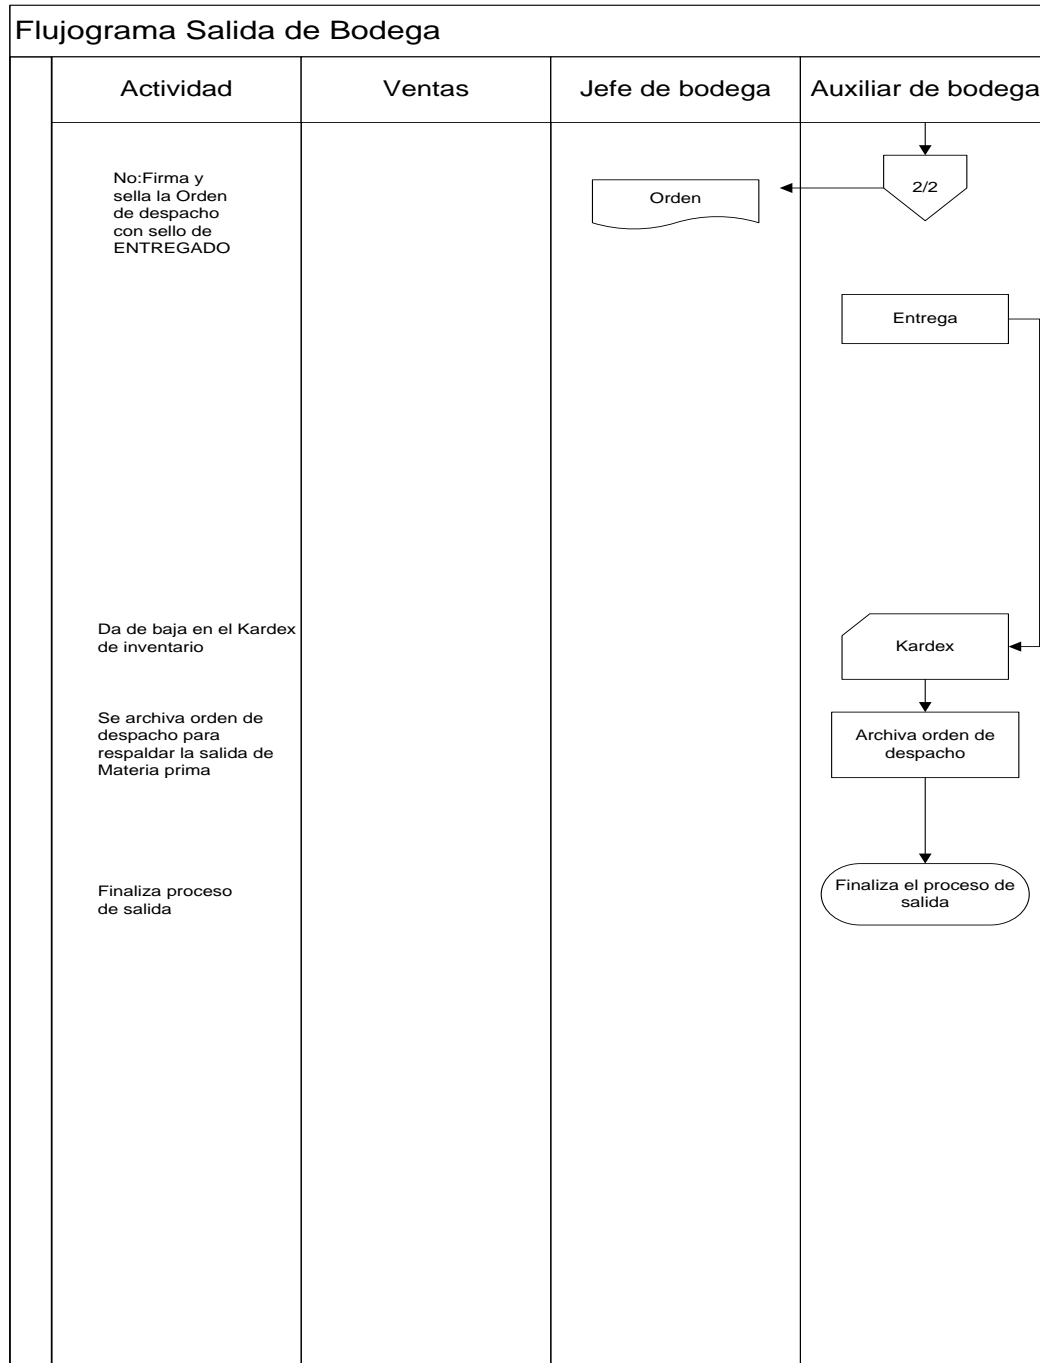 Flujograma Salida de Bodega
Actividad
Ventas
Jefe de bodega
Auxiliar de bodega
No:Firma y
sella la Orden
de despacho
con sello de
ENTREGADO
Orden
2/2
Entrega
Da de baja en el Kardex
de inventario
Kardex
Se archiva orden de
despacho para
respaldar la salida de
Materia prima
Archiva orden de
despacho
Finaliza proceso
de salida
Finaliza el proceso de
salida